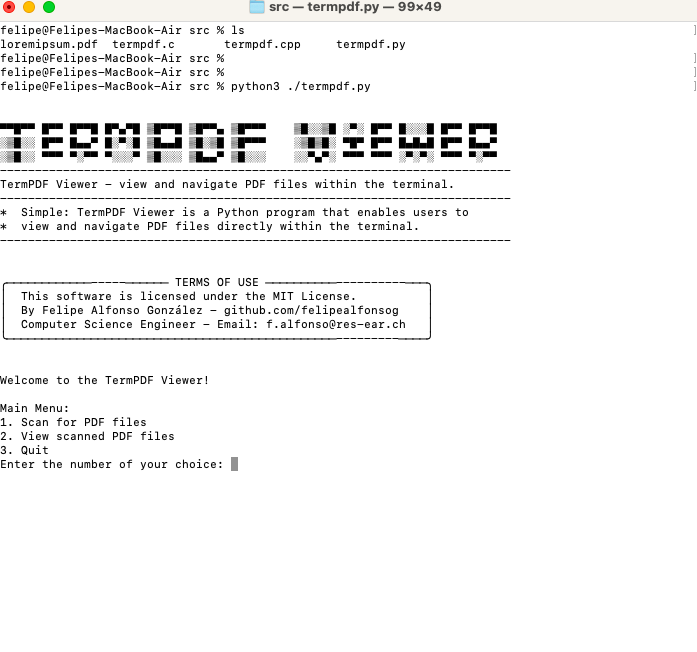 src — termpdf.py — 99×49
felipe@Felipes-MacBook-Air src % ls
loremipsum.pdf  termpdf.c       termpdf.cpp     termpdf.py
felipe@Felipes-MacBook-Air src %
felipe@Felipes-MacBook-Air src %
felipe@Felipes-MacBook-Air src % python3 ./termpdf.py
TERMPDF VIEWER
TermPDF Viewer – view and navigate PDF files within the terminal.
*  Simple: TermPDF Viewer is a Python program that enables users to
*  view and navigate PDF files directly within the terminal.
TERMS OF USE
This software is licensed under the MIT License.
By Felipe Alfonso González – github.com/felipealfonsog
Computer Science Engineer – Email: f.alfonso@res-ear.ch
Welcome to the TermPDF Viewer!
Main Menu:
1. Scan for PDF files
2. View scanned PDF files
3. Quit
Enter the number of your choice: